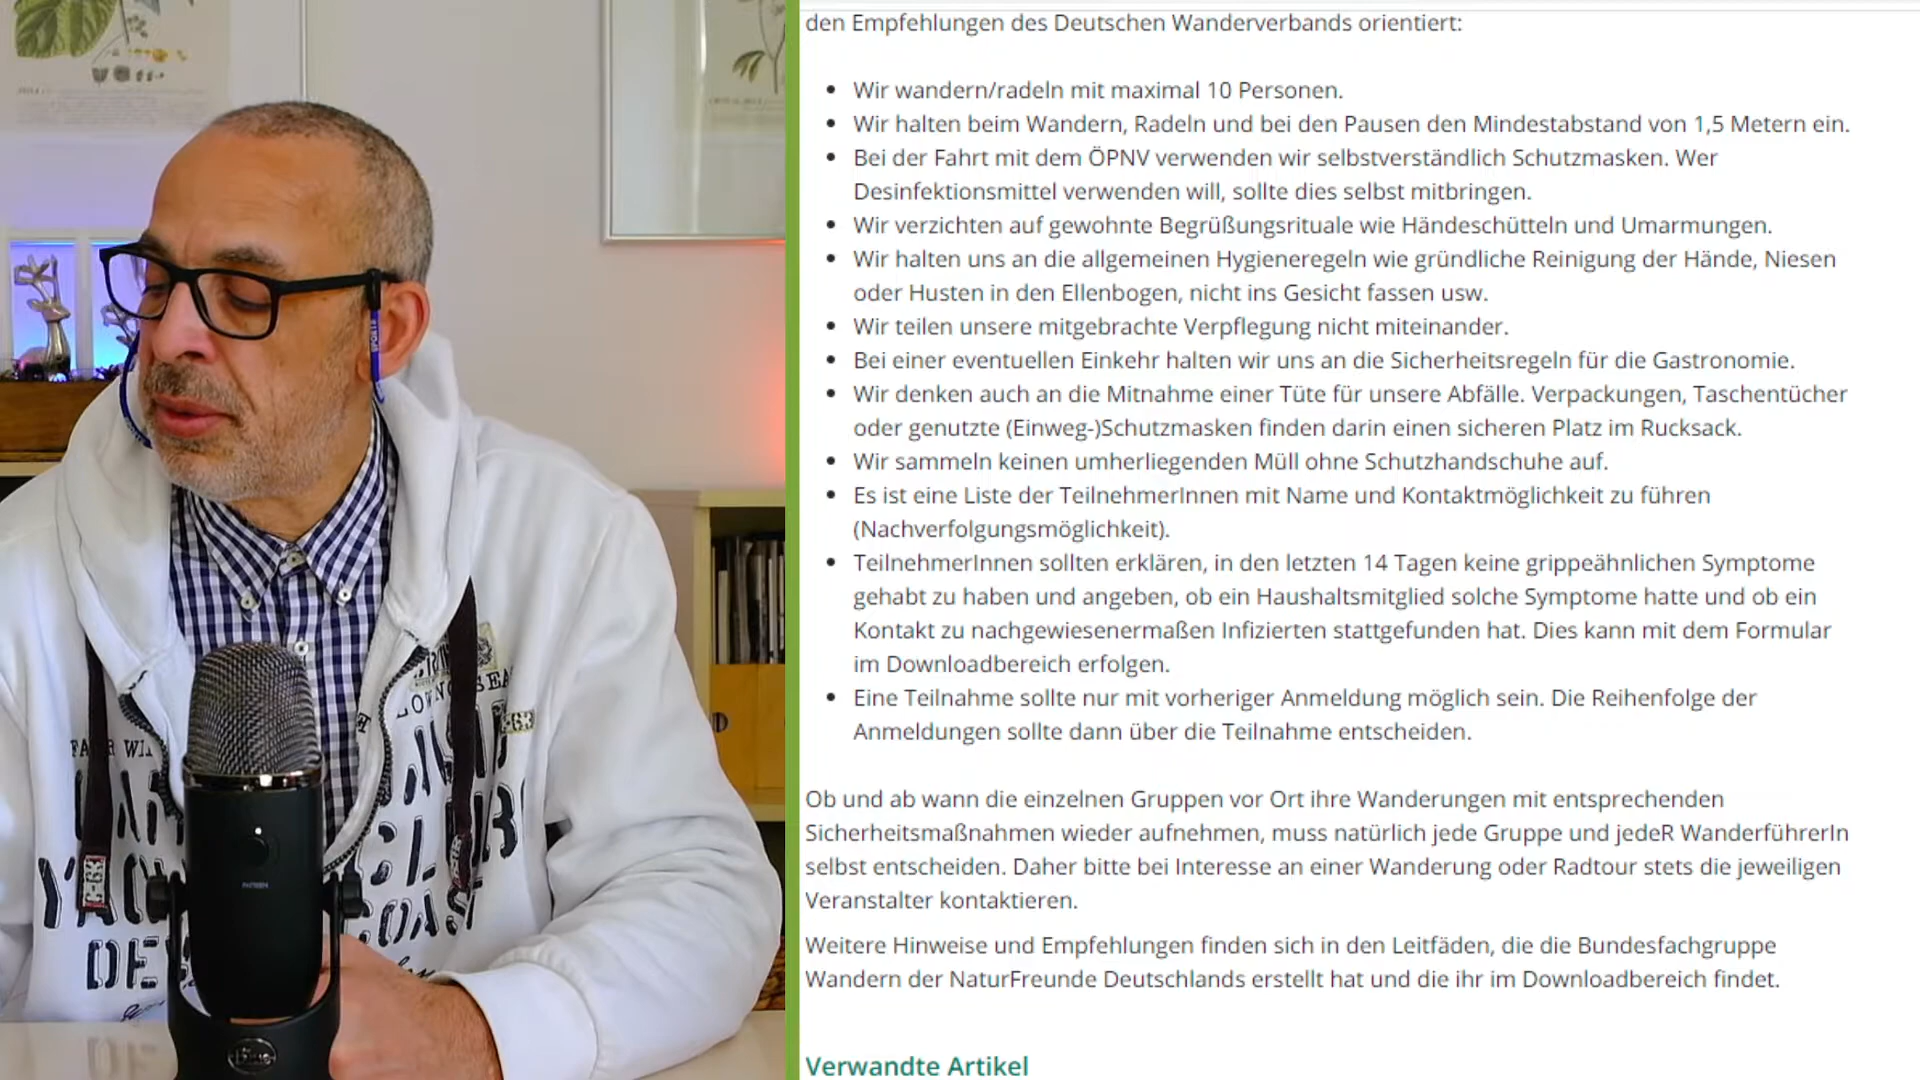 den Empfehlungen des Deutschen Wanderverbands orientiert:
Wir wandern/radeln mit maximal 10 Personen.
Wir halten beim Wandern, Radeln und bei den Pausen den Mindestabstand von 1,5 Metern ein.
Bei der Fahrt mit dem ÖPNV verwenden wir selbstverständlich Schutzmasken. Wer
Desinfektionsmittel verwenden will, sollte dies selbst mitbringen.
Wir verzichten auf gewohnte Begrüßungsrituale wie Händeschütteln und Umarmungen.
Wir halten uns an die allgemeinen Hygieneregeln wie gründliche Reinigung der Hände, Niesen
oder Husten in den Ellenbogen, nicht ins Gesicht fassen usw.
Wir teilen unsere mitgebrachte Verpflegung nicht miteinander.
Bei einer eventuellen Einkehr halten wir uns an die Sicherheitsregeln für die Gastronomie.
Wir denken auch an die Mitnahme einer Tüte für unsere Abfälle. Verpackungen, Taschentücher
oder genutzte (Einweg-)Schutzmasken finden darin einen sicheren Platz im Rucksack.
Wir sammeln keinen umherliegenden Müll ohne Schutzhandschuhe auf.
Es ist eine Liste der TeilnehmerInnen mit Name und Kontaktmöglichkeit zu führen
(Nachverfolgungsmöglichkeit).
TeilnehmerInnen sollten erklären, in den letzten 14 Tagen keine grippeähnlichen Symptome
gehabt zu haben und angeben, ob ein Haushaltsmitglied solche Symptome hatte und ob ein
Kontakt zu nachgewiesenermaßen Infizierten stattgefunden hat. Dies kann mit dem Formular
im Downloadbereich erfolgen.
Eine Teilnahme sollte nur mit vorheriger Anmeldung möglich sein. Die Reihenfolge der
Anmeldungen sollte dann über die Teilnahme entscheiden.
Ob und ab wann die einzelnen Gruppen vor Ort ihre Wanderungen mit entsprechenden
Sicherheitsmaßnahmen wieder aufnehmen, muss natürlich jede Gruppe und jedeR WanderführerIn
selbst entscheiden. Daher bitte bei Interesse an einer Wanderung oder Radtour stets die jeweiligen
Veranstalter kontaktieren.
Weitere Hinweise und Empfehlungen finden sich in den Leitfäden, die die Bundesfachgruppe
Wandern der NaturFreunde Deutschlands erstellt hat und die ihr im Downloadbereich findet.
Verwandte Artikel
Blue